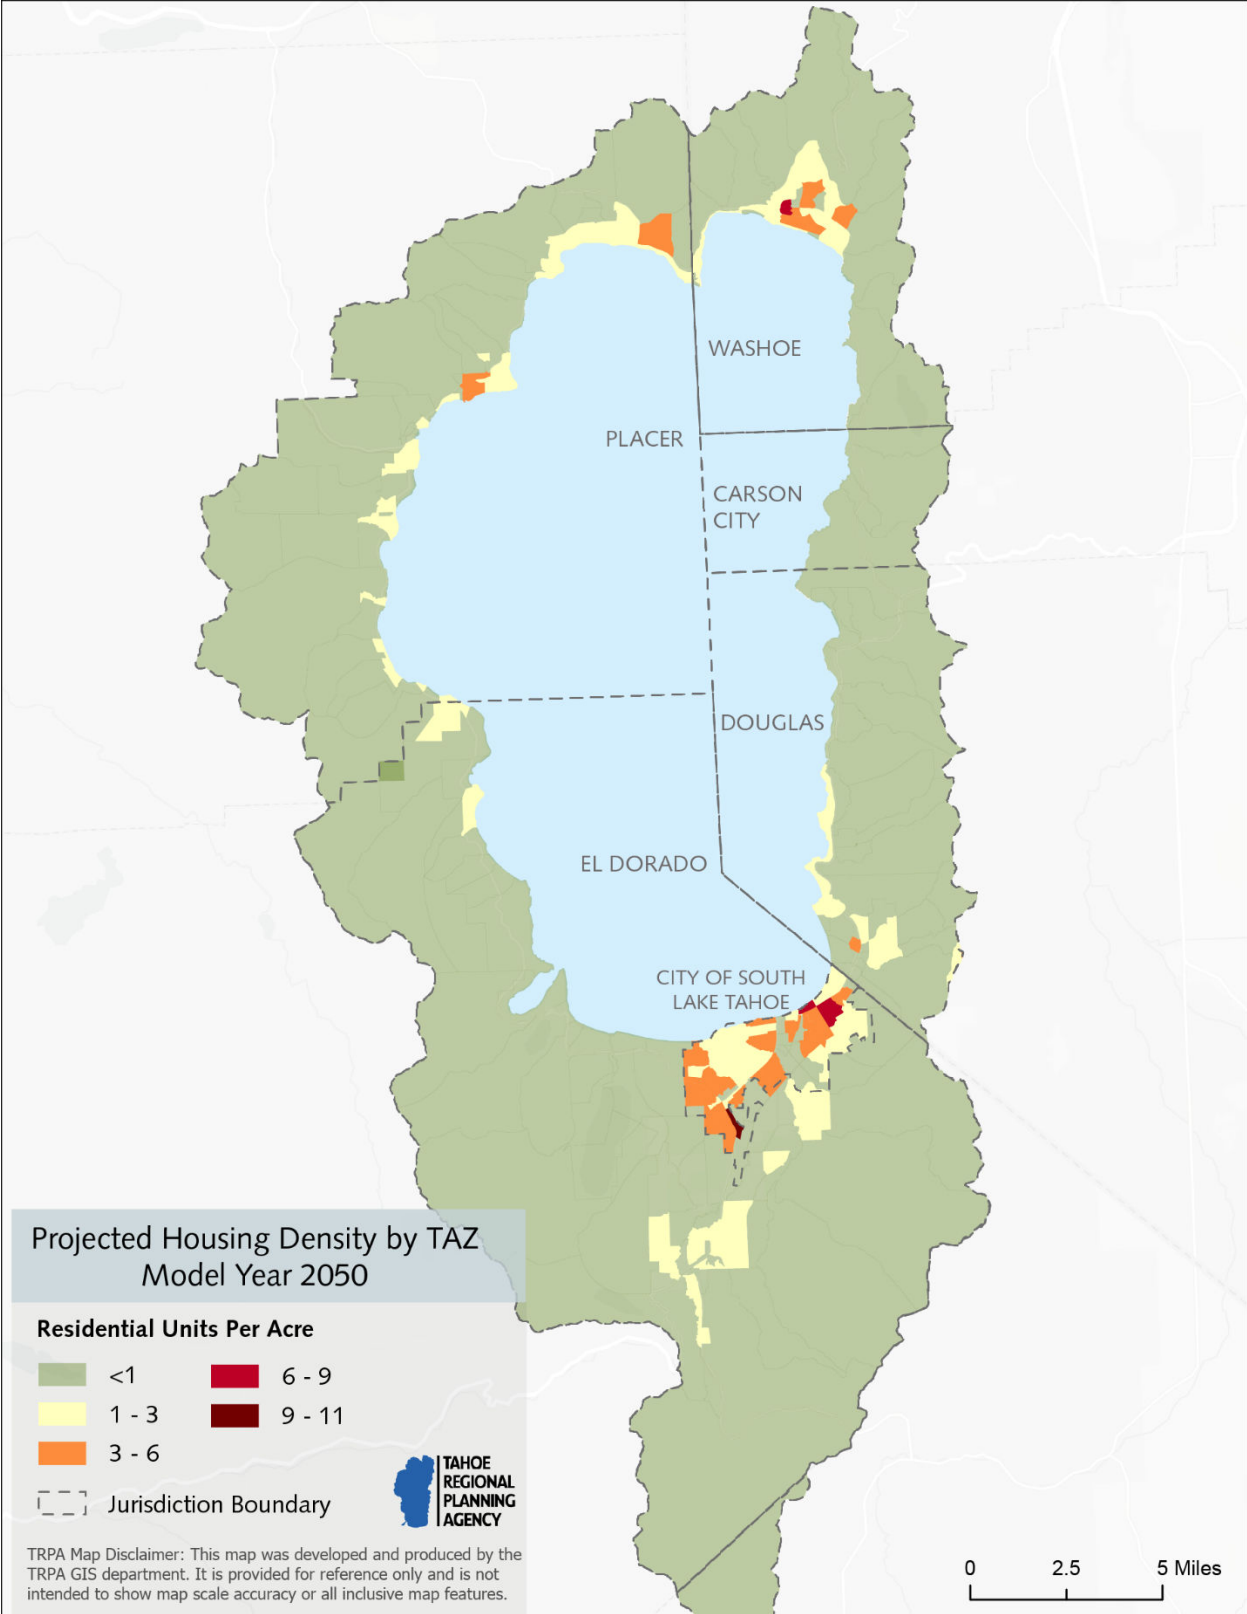 WASHOE
PLACER
CARSON
CITY
DOUGLAS
EL DORADO
CITY OF SOUTH
LAKE TAHOE
Projected Housing Density by TAZ
Model Year 2050
Residential Units Per Acre
<1
6 - 9
1 - 3
9 - 11
3 - 6
Jurisdiction Boundary
TAHOE
REGIONAL
PLANNING
AGENCY
TRPA Map Disclaimer: This map was developed and produced by the
TRPA GIS department. It is provided for reference only and is not
intended to show map scale accuracy or all inclusive map features.
0 2.5 5 Miles